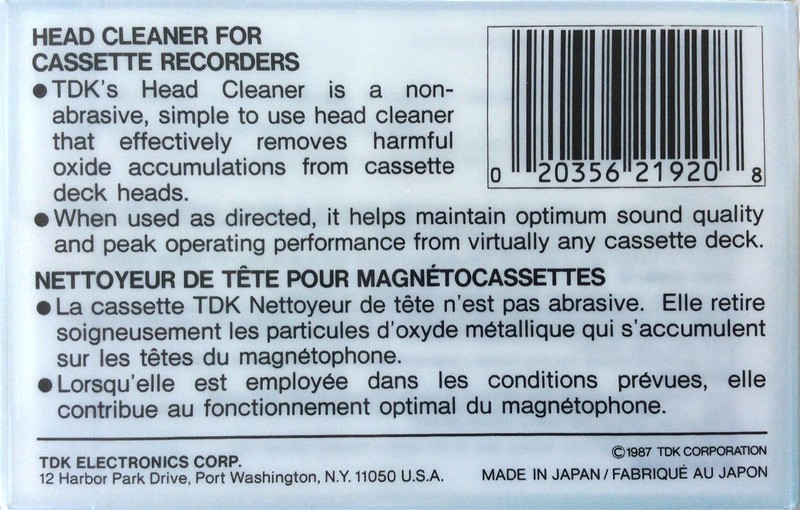 HEAD CLEANER FOR
CASSETTE RECORDERS
● TDK's Head Cleaner is a non-
abrasive, simple to use head cleaner
that effectively removes harmful
oxide accumulations from cassette
deck heads.
0 20356 21920 8
● When used as directed, it helps maintain optimum sound quality
and peak operating performance from virtually any cassette deck.
NETTOYEUR DE TÊTE POUR MAGNÉTOCASSETTES
● La cassette TDK Nettoyeur de tête n'est pas abrasive. Elle retire
soigneusement les particules d'oxyde métallique qui s'accumulent
sur les têtes du magnétophone.
● Lorsqu'elle est employée dans les conditions prévues, elle
contribue au fonctionnement optimal du magnétophone.
TDK ELECTRONICS CORP.
12 Harbor Park Drive, Port Washington, N.Y. 11050 U.S.A.
©1987 TDK CORPORATION
MADE IN JAPAN / FABRIQUÉ AU JAPON